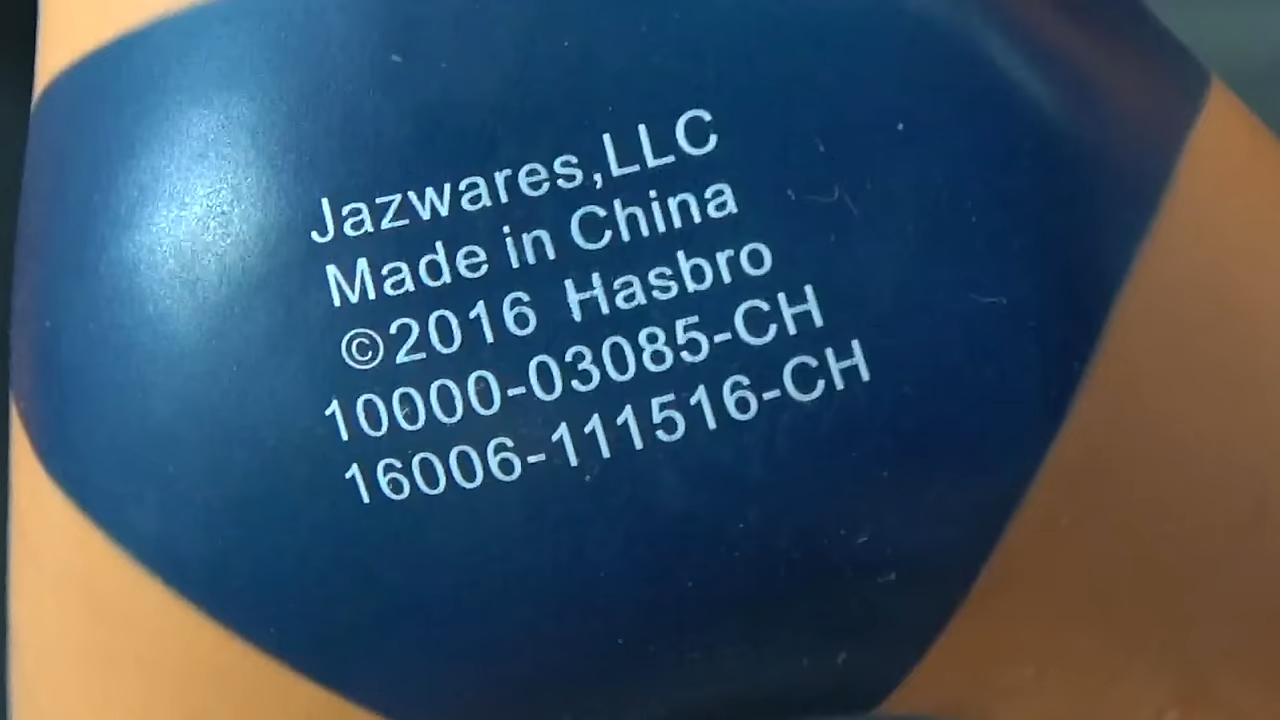 Jazwares,LLC
Made in China
©2016 Hasbro
10000-03085-CH
16006-111516-CH